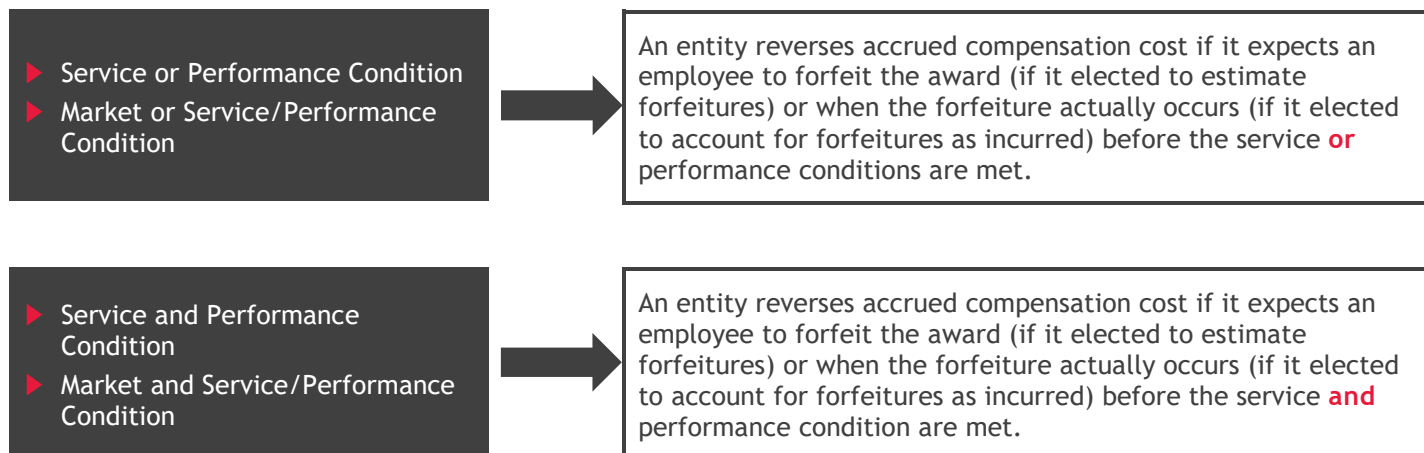 Service or Performance Condition
Market or Service/Performance
Condition
An entity reverses accrued compensation cost if it expects an
employee to forfeit the award (if it elected to estimate
forfeitures) or when the forfeiture actually occurs (if it elected
to account for forfeitures as incurred) before the service or
performance conditions are met.
Service and Performance
Condition
Market and Service/Performance
Condition
An entity reverses accrued compensation cost if it expects an
employee to forfeit the award (if it elected to estimate
forfeitures) or when the forfeiture actually occurs (if it elected
to account for forfeitures as incurred) before the service and
performance condition are met.